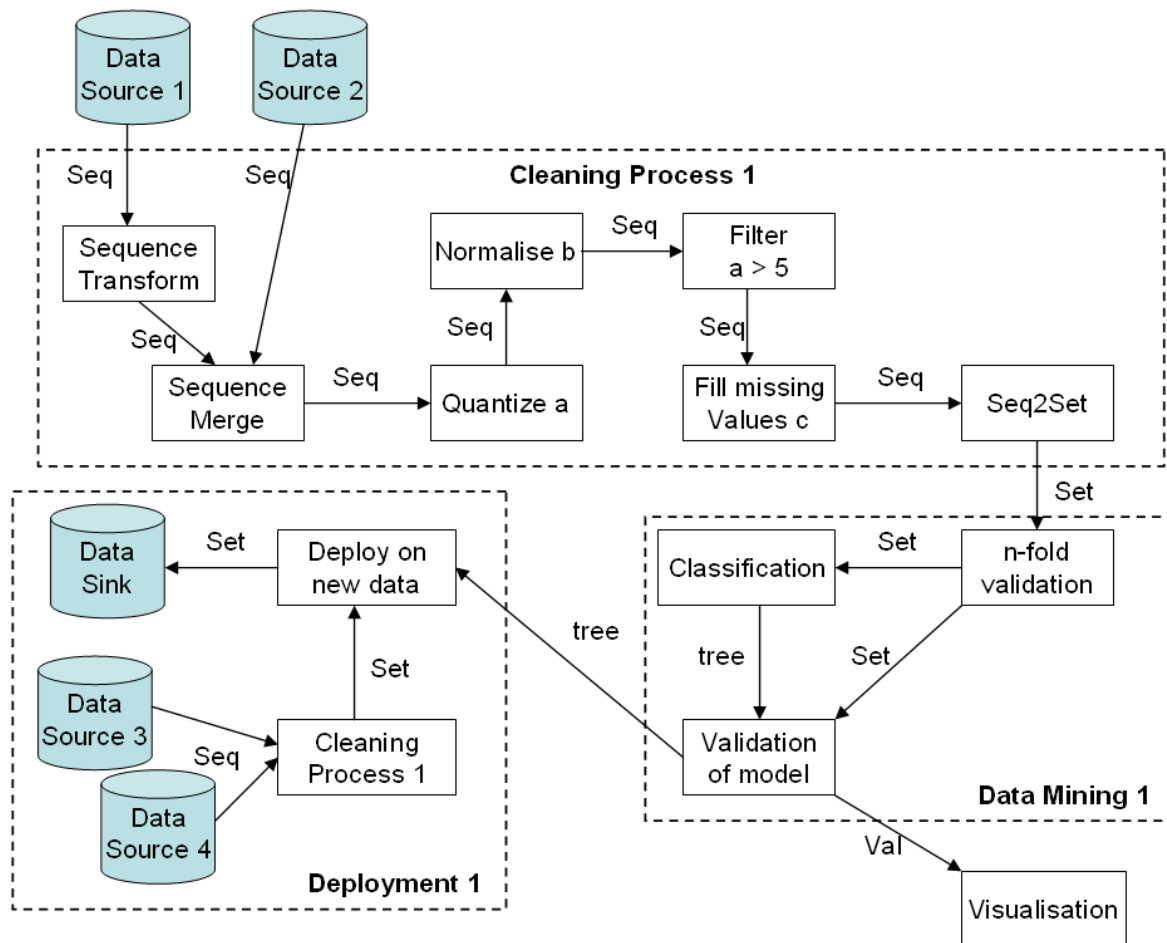 Data
Source 1
Data
Source 2
Seq
Seq
Cleaning Process 1
Sequence
Transform
Normalise b
Seq
Filter
a > 5
Seq
Seq
Seq
Sequence
Merge
Seq
Quantize a
Fill missing
Values c
Seq
Seq2Set
Set
Data
Sink
Set
Deploy on
new data
Classification
Set
n-fold
validation
tree
Set
tree
Set
Data
Source 3
Seq
Cleaning
Process 1
Validation
of model
Data
Source 4
Data Mining 1
Val
Deployment 1
Visualisation